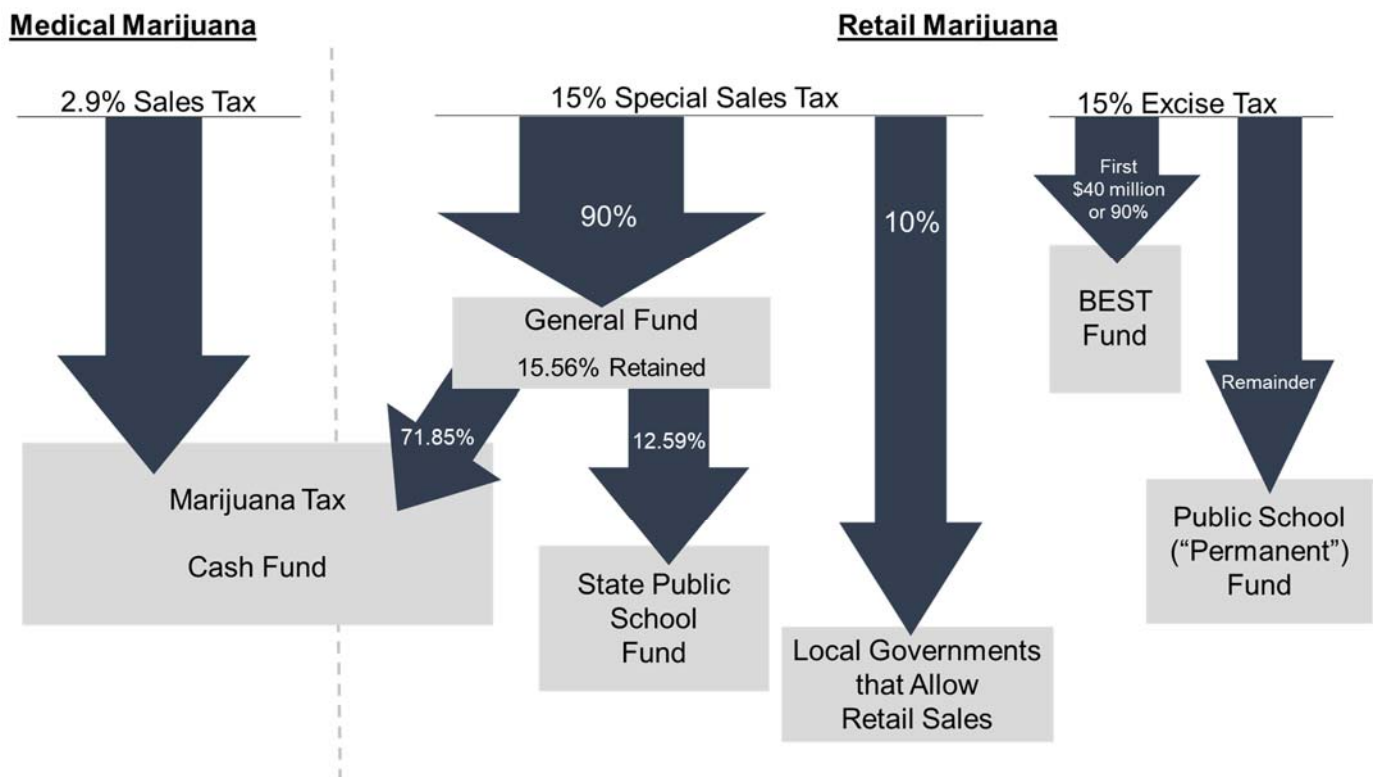 Medical Marijuana
Retail Marijuana
2.9% Sales Tax
15% Special Sales Tax
15% Excise Tax
First
$40 million
or 90%
90%
10%
BEST
Fund
General Fund
15.56% Retained
Remainder
71.85%
12.59%
Marijuana Tax
Cash Fund
State Public
School
Fund
Local Governments
that Allow
Retail Sales
Public School
(“Permanent”)
Fund